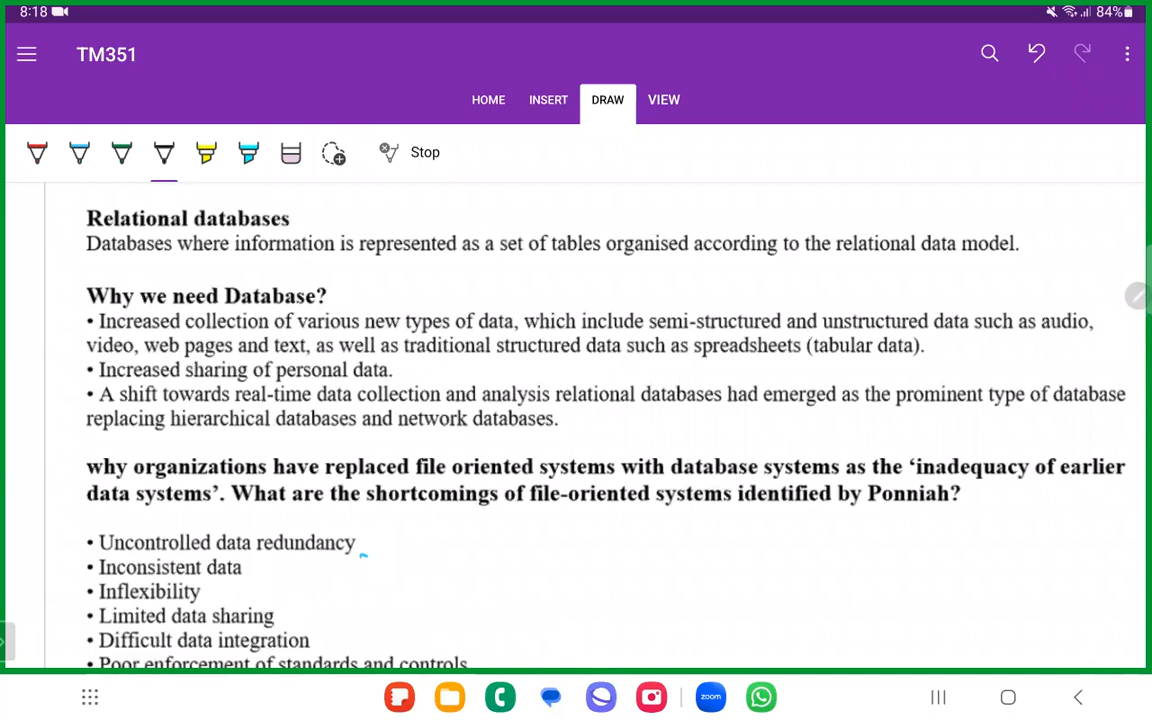 8:18 84%
TM351
HOME INSERT DRAW VIEW
Stop
Relational databases
Databases where information is represented as a set of tables organised according to the relational data model.
Why we need Database?
• Increased collection of various new types of data, which include semi-structured and unstructured data such as audio,
video, web pages and text, as well as traditional structured data such as spreadsheets (tabular data).
• Increased sharing of personal data.
• A shift towards real-time data collection and analysis relational databases had emerged as the prominent type of database
replacing hierarchical databases and network databases.
why organizations have replaced file oriented systems with database systems as the ‘inadequacy of earlier
data systems’. What are the shortcomings of file-oriented systems identified by Ponniah?
• Uncontrolled data redundancy
• Inconsistent data
• Inflexibility
• Limited data sharing
• Difficult data integration
• Poor enforcement of standards and controls
zoom